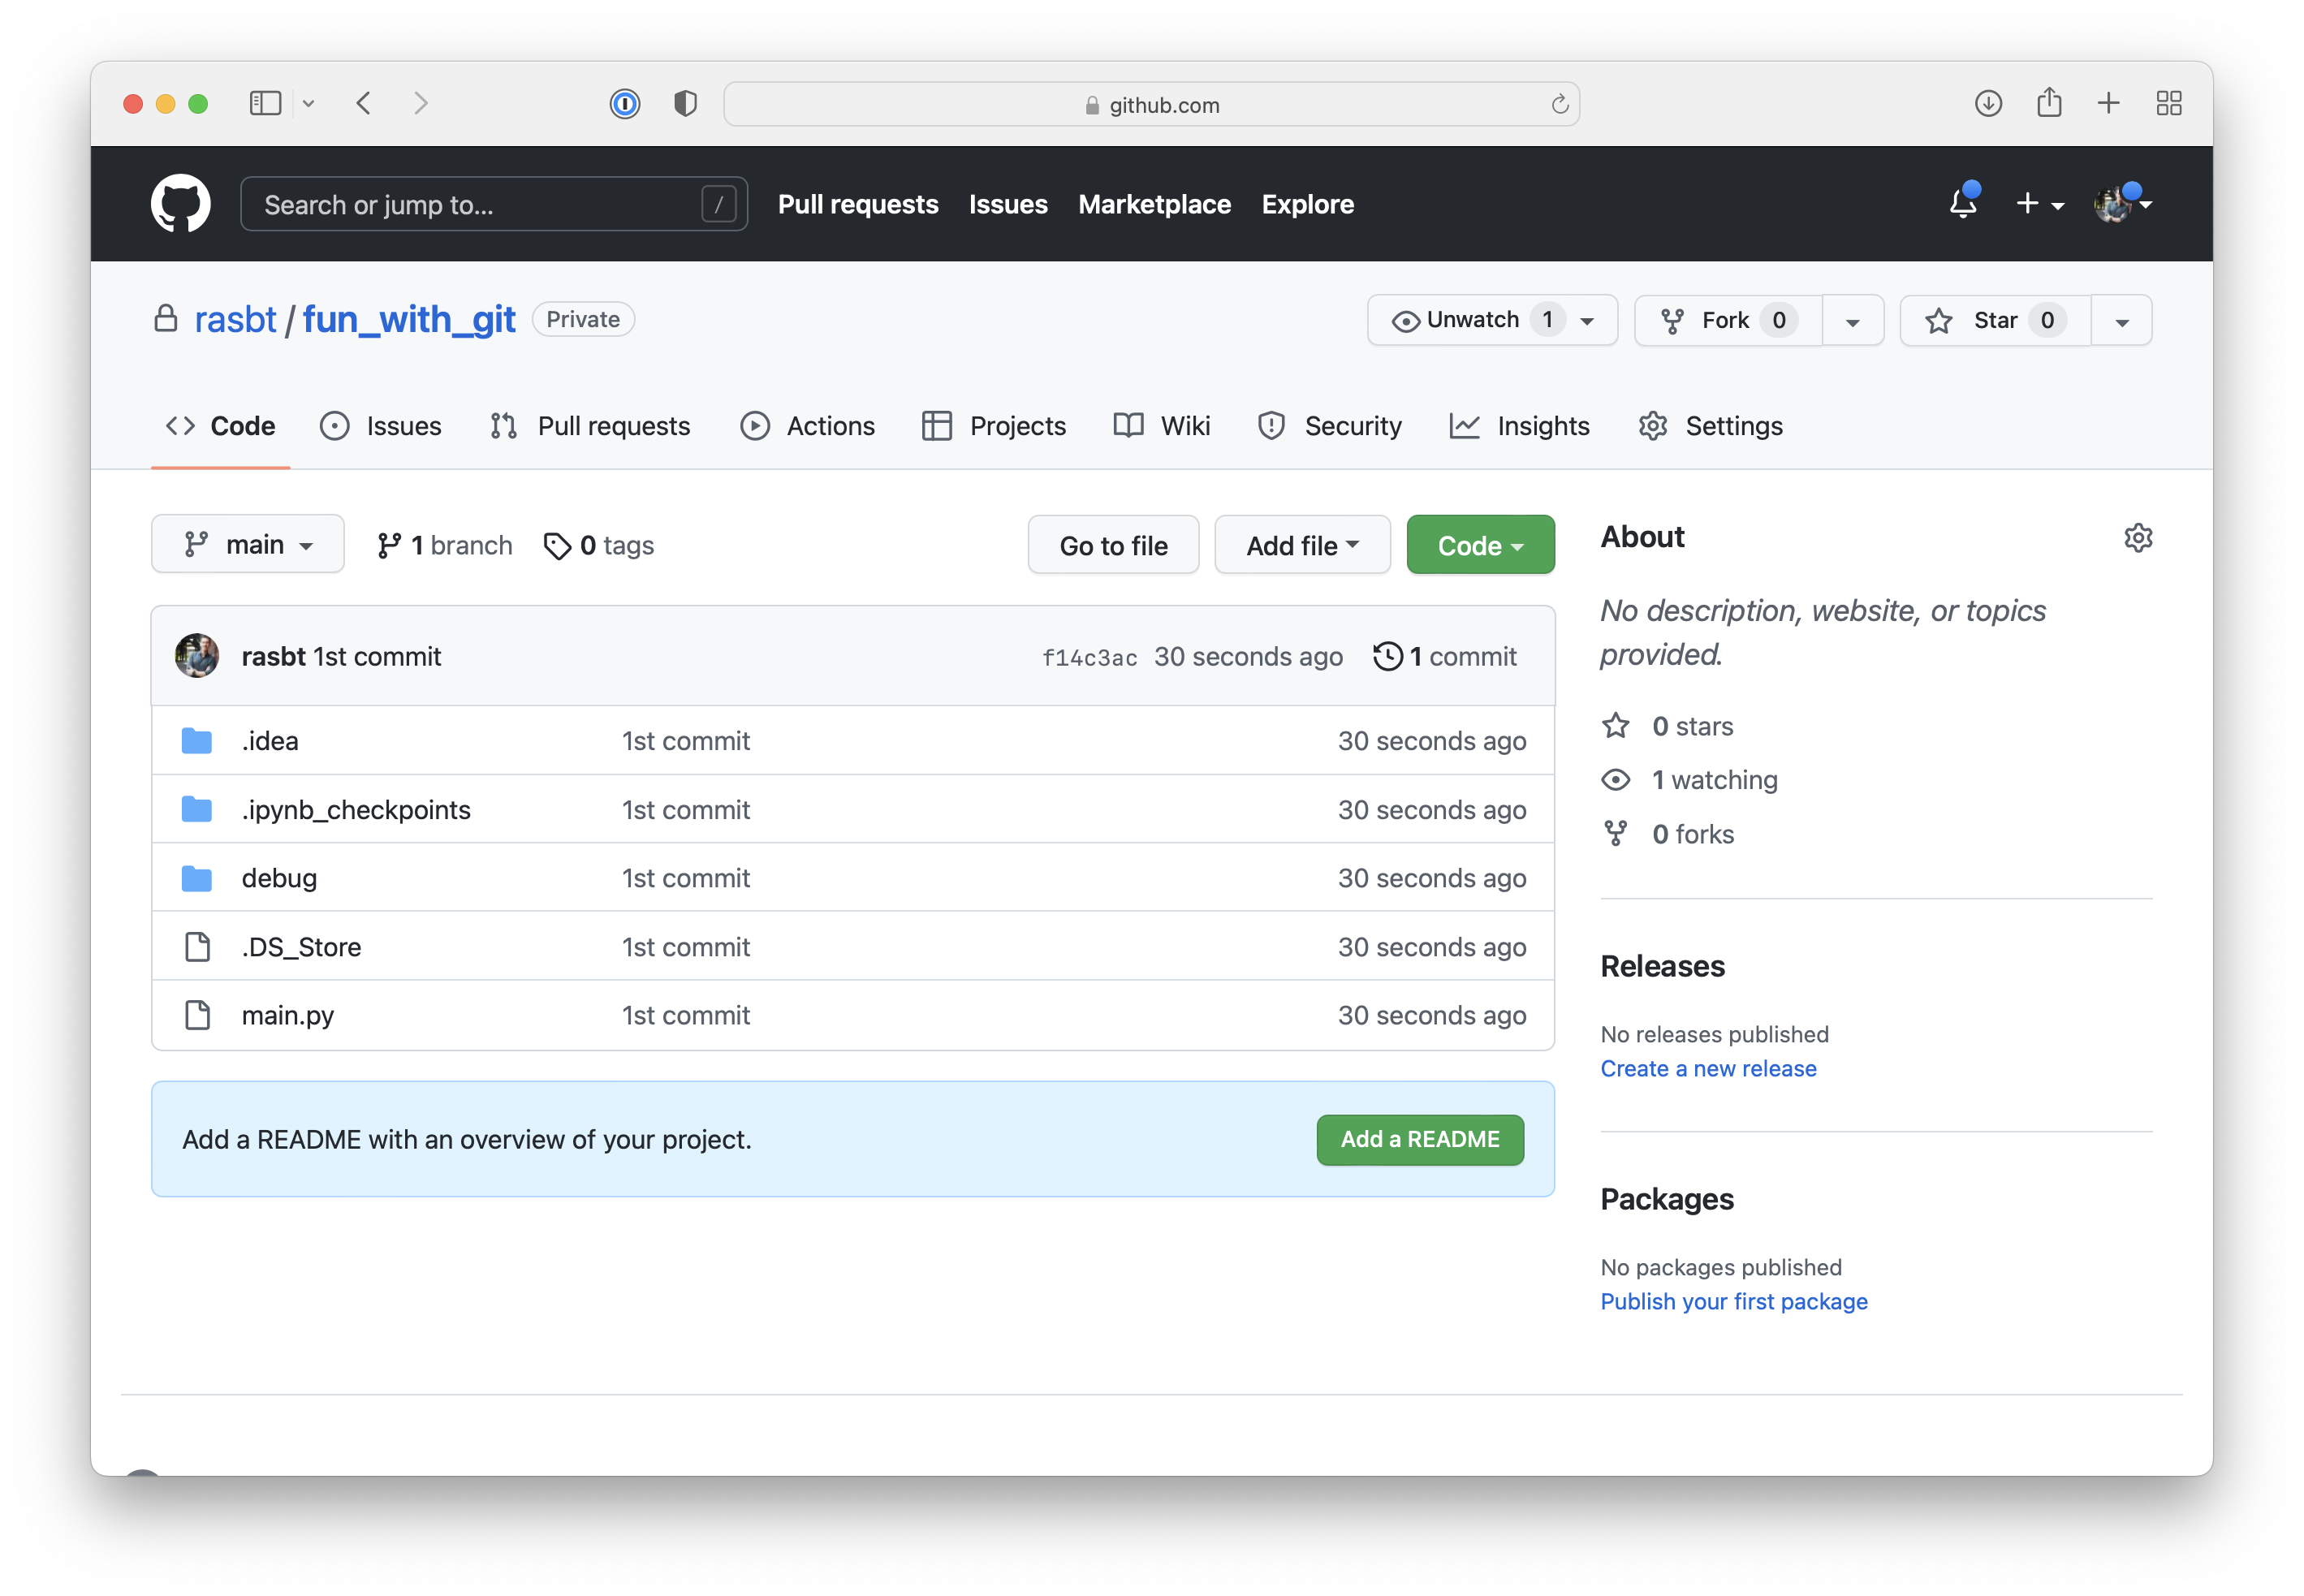 github.com
Search or jump to... /
Pull requests Issues Marketplace Explore
rasbt / fun_with_git Private
Unwatch 1 Fork 0 Star 0
Code Issues Pull requests Actions Projects Wiki Security Insights Settings
main 1 branch 0 tags Go to file Add file Code
rasbt 1st commit f14c3ac 30 seconds ago 1 commit
.idea 1st commit 30 seconds ago
.ipynb_checkpoints 1st commit 30 seconds ago
debug 1st commit 30 seconds ago
.DS_Store 1st commit 30 seconds ago
main.py 1st commit 30 seconds ago
Add a README with an overview of your project. Add a README
About
No description, website, or topics
provided.
0 stars
1 watching
0 forks
Releases
No releases published
Create a new release
Packages
No packages published
Publish your first package